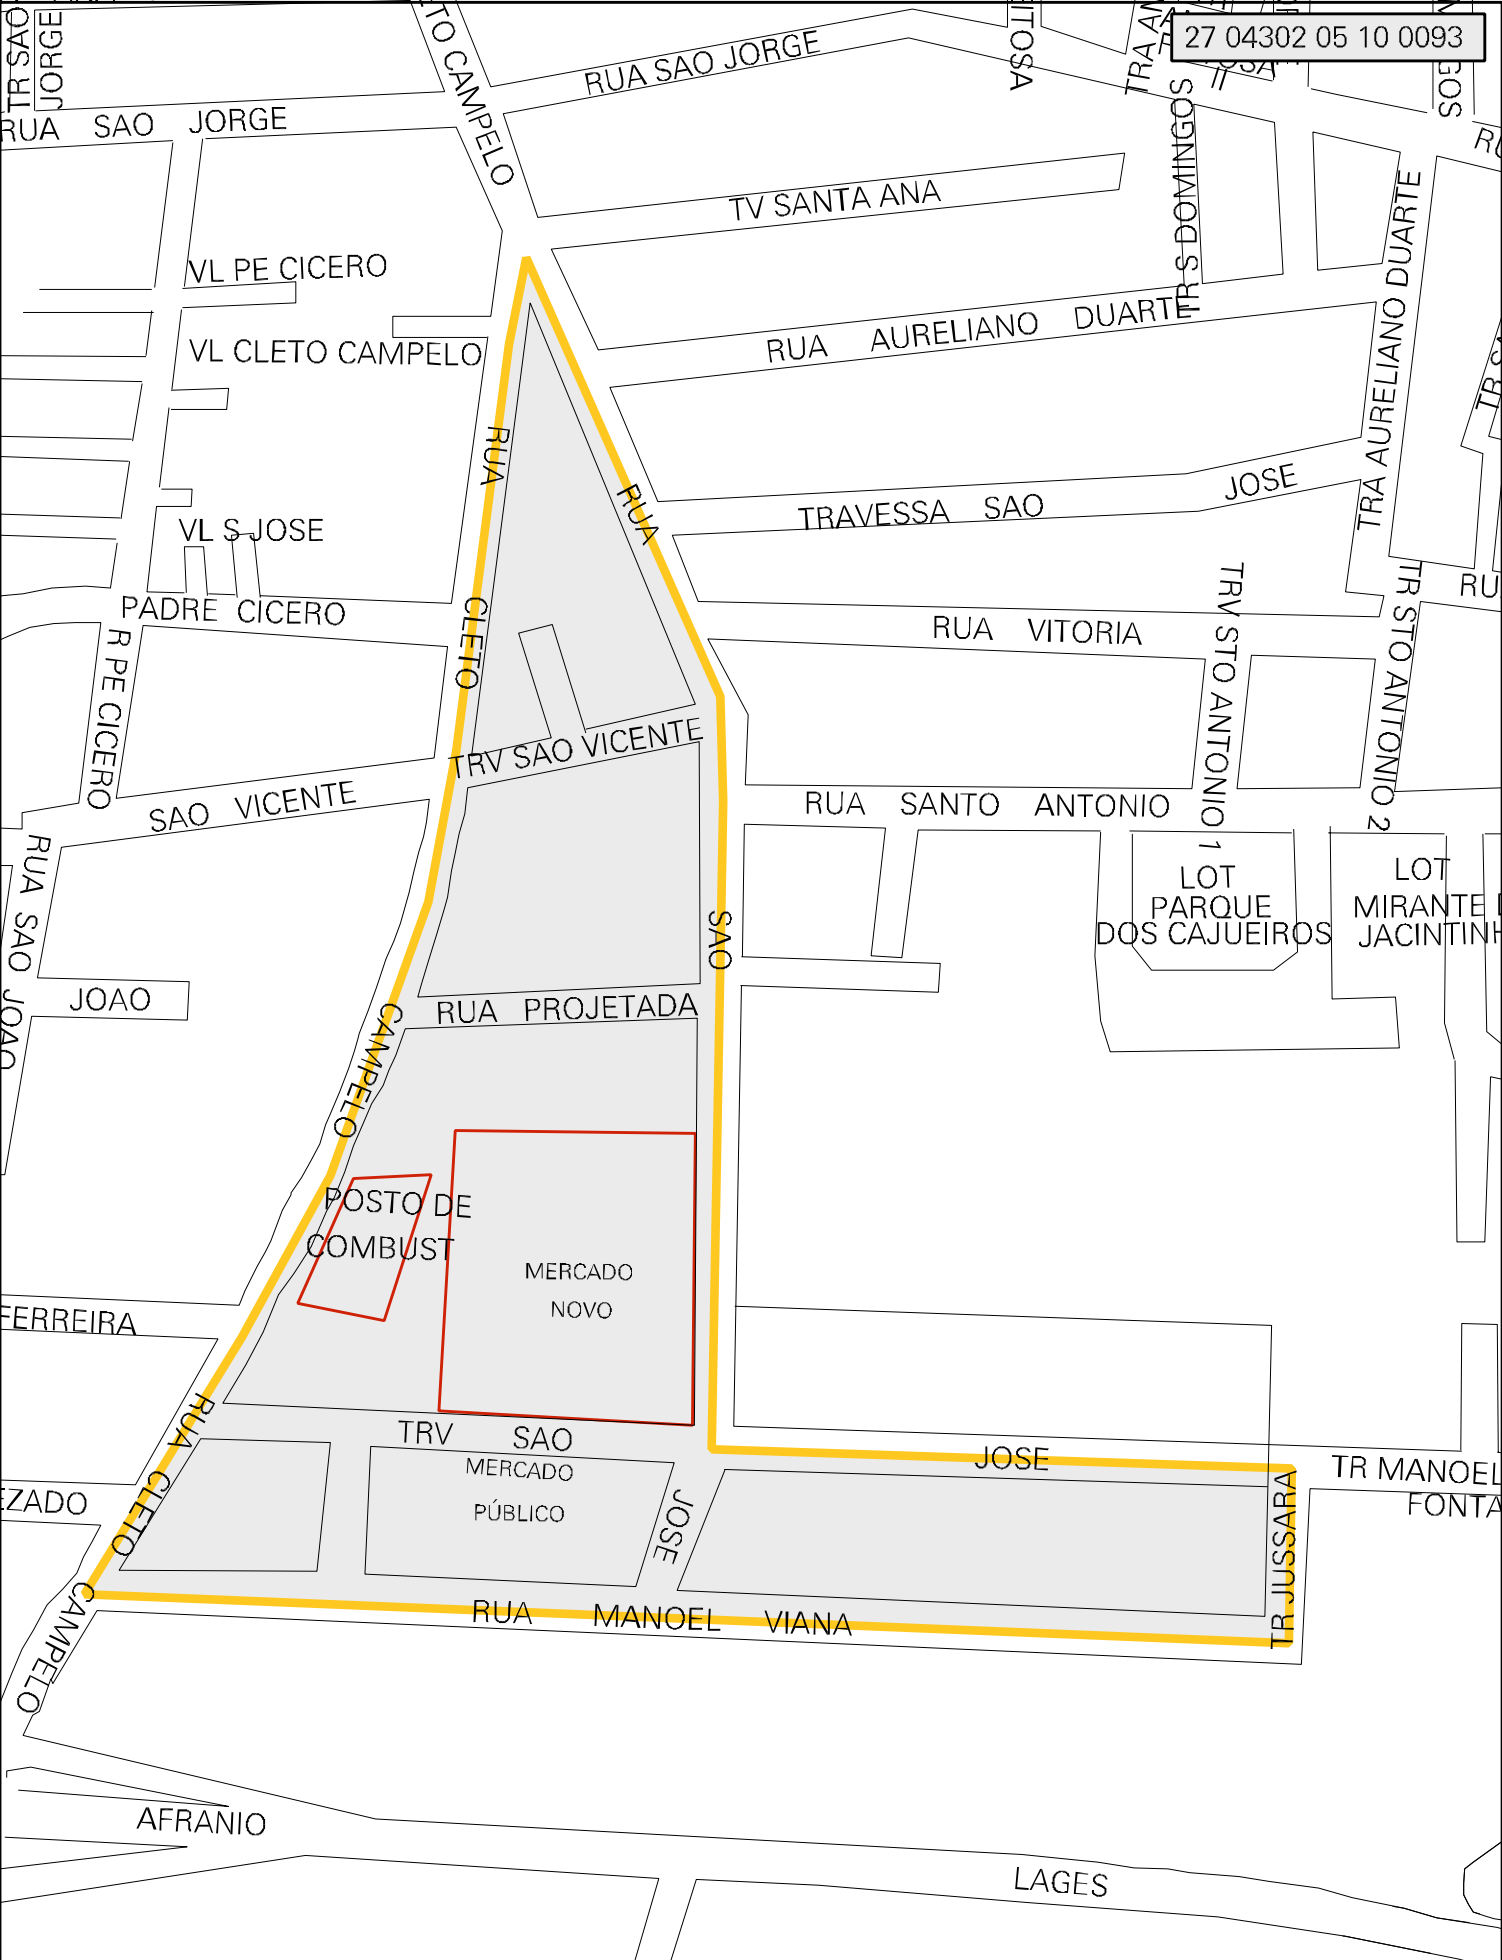 27 04302 05 10 0093
TR SAO
JORGE
RUA SAO JORGE
RUA SAO JORGE
TV SANTA ANA
TR S DOMINGOS
VL PE CICERO
VL CLETO CAMPELO
RUA AURELIANO DUARTE
TRA AURELIANO DUARTE
RUA CLETO CAMPELO
RUA SAO JOSE
TRAVESSA SAO JOSE
VL S JOSE
PADRE CICERO
R PE CICERO
RUA VITORIA
TRV STO ANTONIO 1
TR STO ANTONIO 2
TRV SAO VICENTE
SAO VICENTE
RUA SANTO ANTONIO
RUA SAO JOAO
JOAO
LOT
PARQUE
DOS CAJUEIROS
LOT
MIRANTE
JACINTINH
RUA PROJETADA
POSTO DE
COMBUST
MERCADO
NOVO
FERREIRA
TRV SAO JOSE
MERCADO
PÚBLICO
JOSE
TR MANOEL
FONTA
EZADO
TR JUSSARA
RUA CLETO CAMPELO
RUA MANOEL VIANA
AFRANIO
LAGES